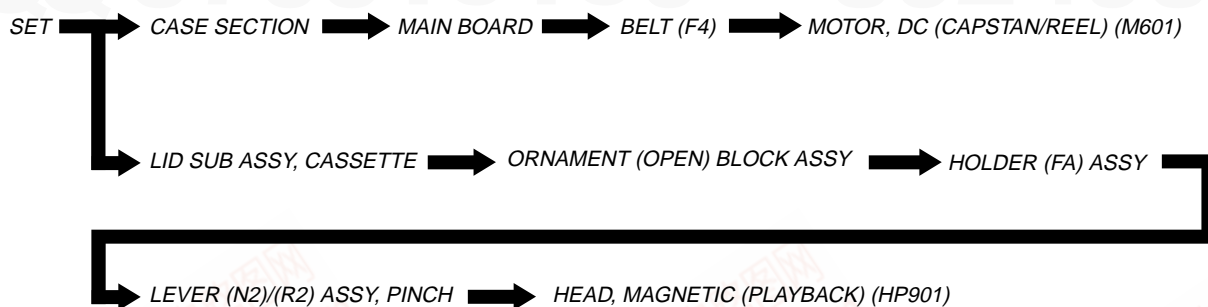 SET CASE SECTION MAIN BOARD BELT (F4) MOTOR, DC (CAPSTAN/REEL) (M601)
LID SUB ASSY, CASSETTE ORNAMENT (OPEN) BLOCK ASSY HOLDER (FA) ASSY
LEVER (N2)/(R2) ASSY, PINCH HEAD, MAGNETIC (PLAYBACK) (HP901)